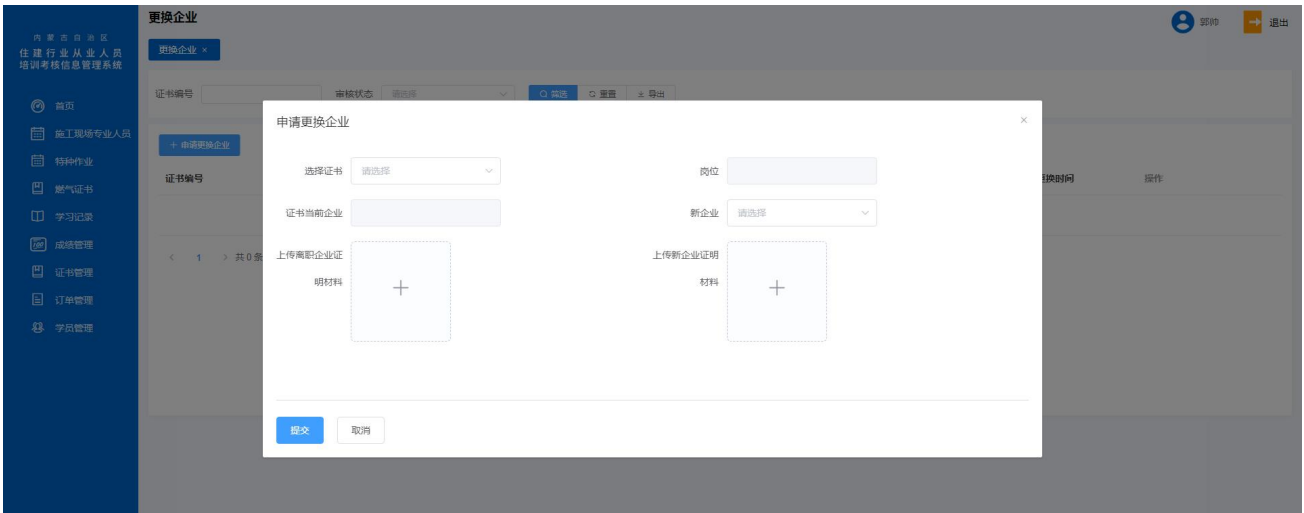 更换企业
郭帅
退出
内蒙古自治区
住建行业从业人员
培训考核信息管理系统
更换企业 ×
首页
施工现场专业人员
特种作业
燃气证书
学习记录
成绩管理
证书管理
订单管理
学员管理
证书编号
审核状态 请选择
筛选
重置
导出
+ 申请更换企业
证书编号
更换时间
操作
< 1 > 共 0 条
申请更换企业 ×
选择证书 请选择
岗位
证书当前企业
新企业 请选择
上传离职企业证
明材料
上传新企业证明
材料
提交
取消